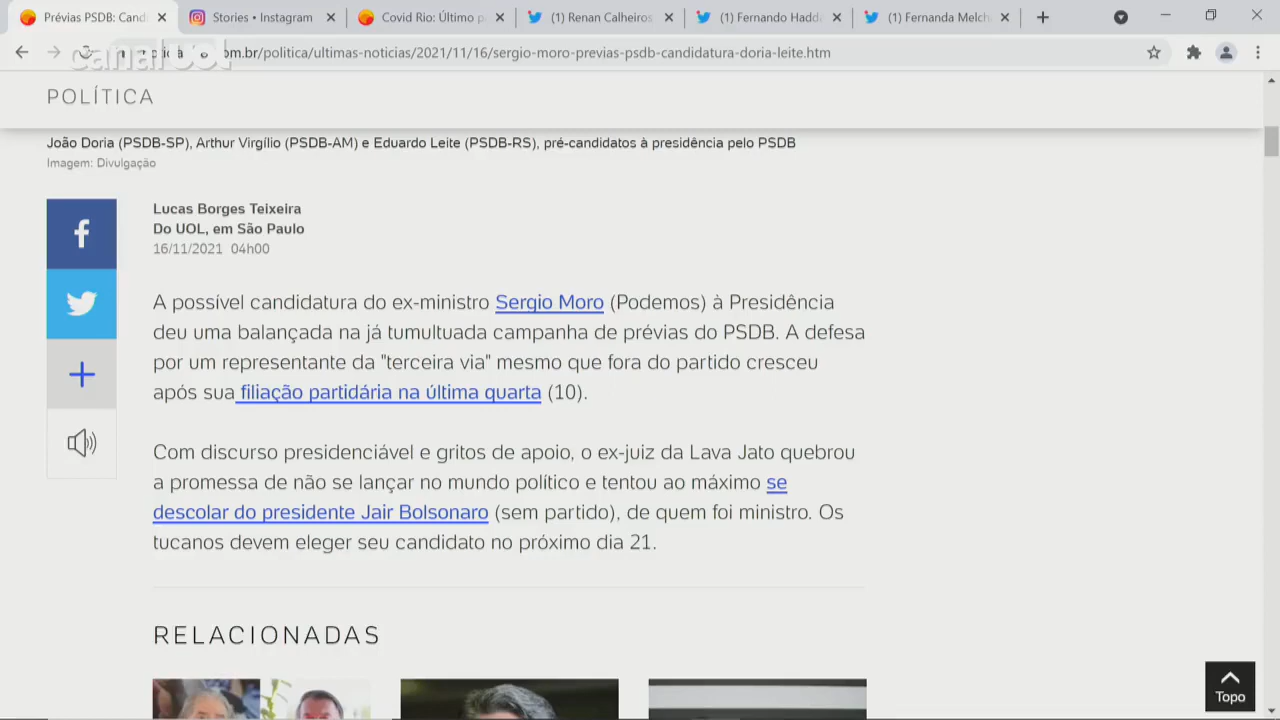 Prévias PSDB: Cand
Stories • Instagram
Covid Rio: Último p
(1) Renan Calheiros
(1) Fernando Hadd
(1) Fernanda Melch
canal UOL
om.br/politica/ultimas-noticias/2021/11/16/sergio-moro-previas-psdb-candidatura-doria-leite.htm
POLÍTICA
João Doria (PSDB-SP), Arthur Virgílio (PSDB-AM) e Eduardo Leite (PSDB-RS), pré-candidatos à presidência pelo PSDB
Imagem: Divulgação
Lucas Borges Teixeira
Do UOL, em São Paulo
16/11/2021 04h00
A possível candidatura do ex-ministro Sergio Moro (Podemos) à Presidência
deu uma balançada na já tumultuada campanha de prévias do PSDB. A defesa
por um representante da "terceira via" mesmo que fora do partido cresceu
após sua filiação partidária na última quarta (10).
Com discurso presidenciável e gritos de apoio, o ex-juiz da Lava Jato quebrou
a promessa de não se lançar no mundo político e tentou ao máximo se
descolar do presidente Jair Bolsonaro (sem partido), de quem foi ministro. Os
tucanos devem eleger seu candidato no próximo dia 21.
RELACIONADAS
Topo